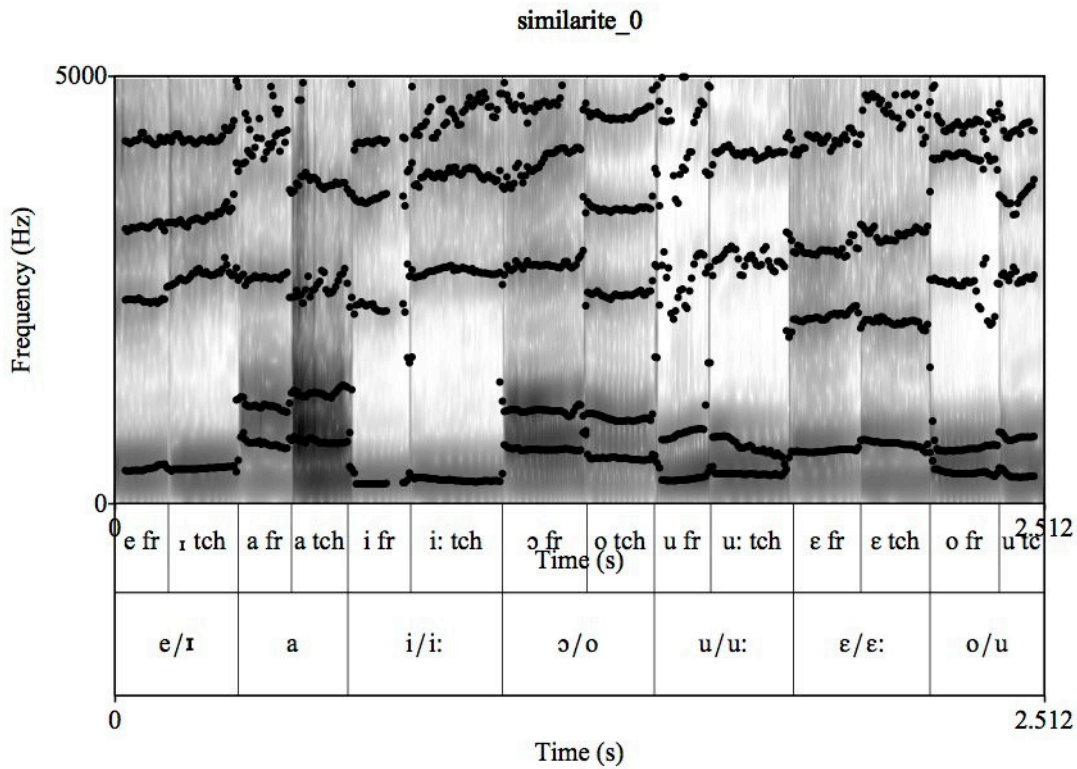 similarite_0
5000
Frequency (Hz)
0
0 2.512
Time (s)
e fr ɪ tch a fr a tch i fr i: tch ɔ fr o tch u fr u: tch ɛ fr ɛ tch o fr u tc
e/ɪ a i/i: ɔ/o u/u: ɛ/ɛ: o/u
0 2.512
Time (s)